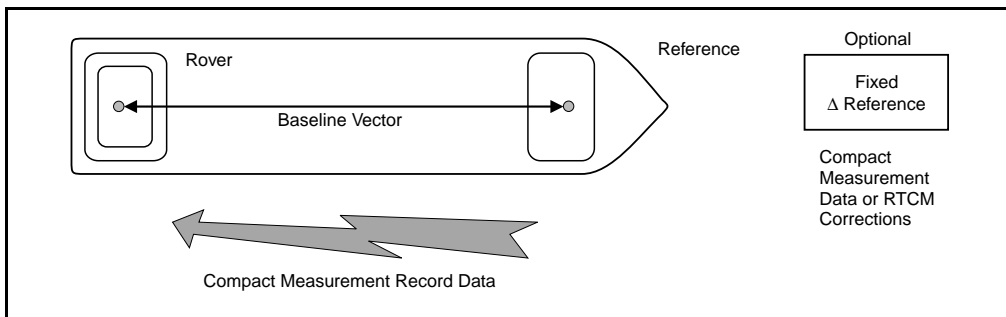 Rover
Reference
Baseline Vector
Compact Measurement Record Data
Optional
Fixed
Δ Reference
Compact
Measurement
Data or RTCM
Corrections